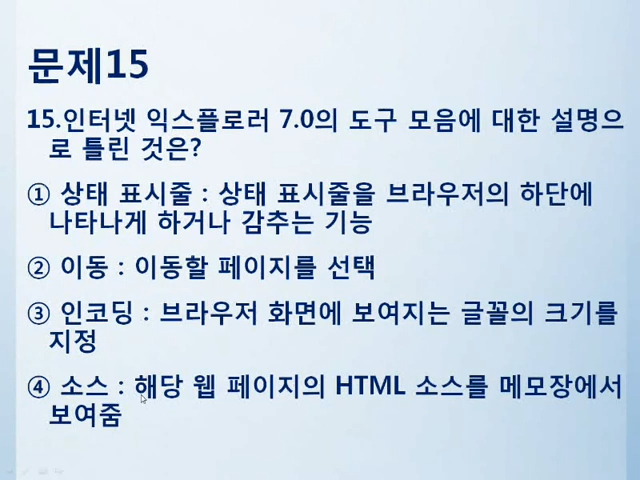 문제15
15.인터넷 익스플로러 7.0의 도구 모음에 대한 설명으
로 틀린 것은?
① 상태 표시줄 : 상태 표시줄을 브라우저의 하단에
나타나게 하거나 감추는 기능
② 이동 : 이동할 페이지를 선택
③ 인코딩 : 브라우저 화면에 보여지는 글꼴의 크기를
지정
④ 소스 : 해당 웹 페이지의 HTML 소스를 메모장에서
보여줌